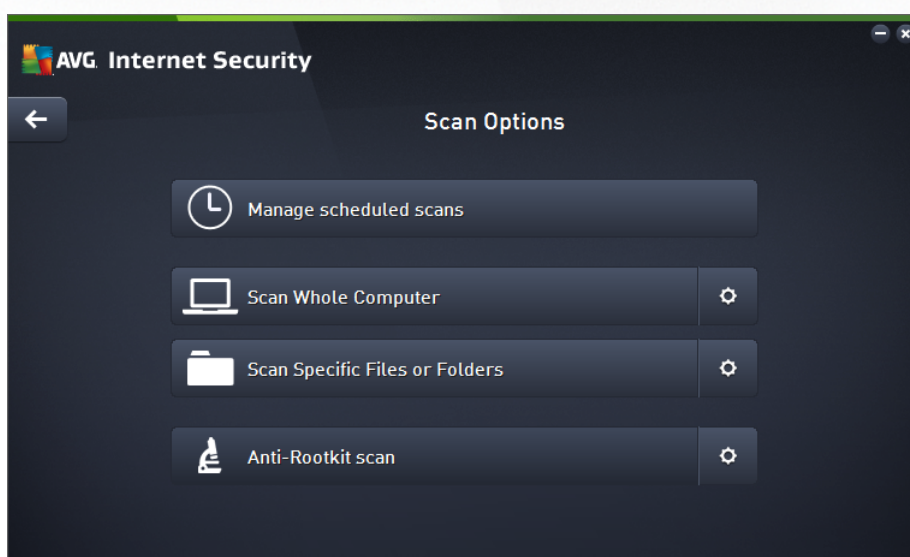 AVG. Internet Security
Scan Options
Manage scheduled scans
Scan Whole Computer
Scan Specific Files or Folders
Anti-Rootkit scan